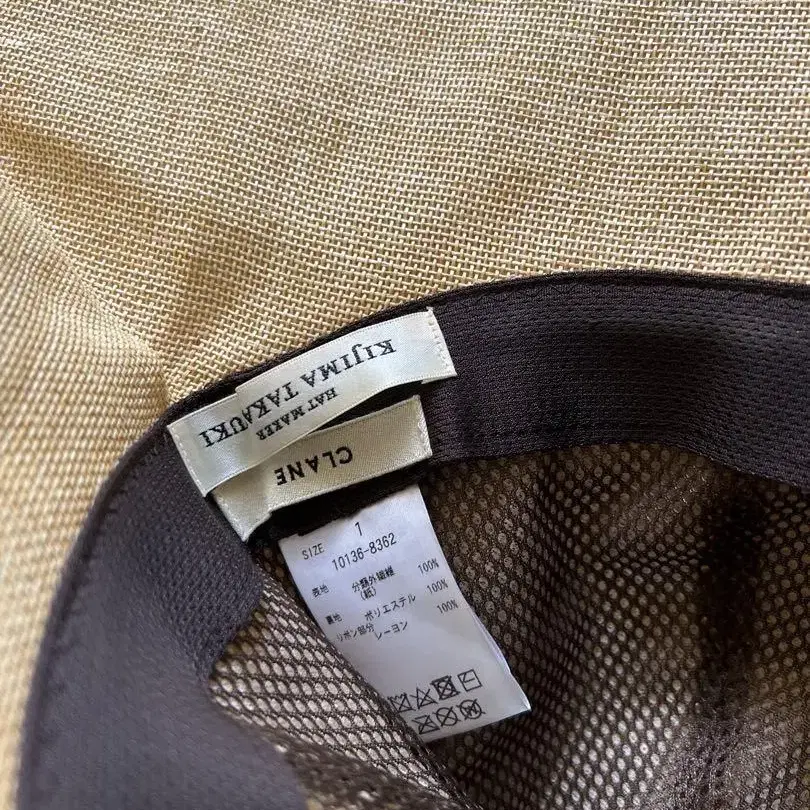 KIJIMA TAKAYUKI
HAT MAKER
CLANE
SIZE 1
10136-8362
表地 分類外繊維 100%
(紙)
裏地 ポリエステル 100%
リボン部分 レーヨン 100%